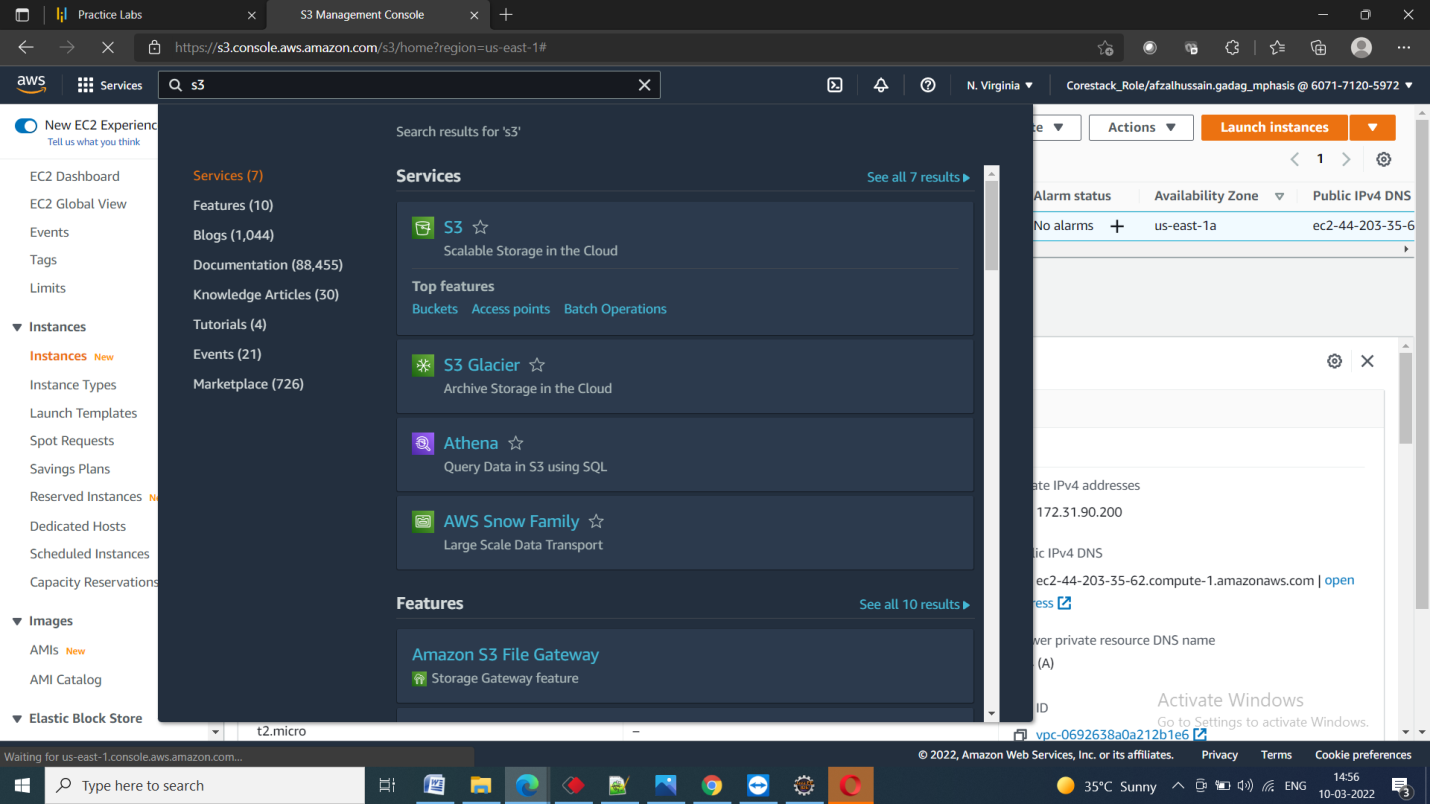 Practice Labs
S3 Management Console
https://s3.console.aws.amazon.com/s3/home?region=us-east-1#
aws
Services
s3
N. Virginia
Corestack_Role/afzalhussain.gadag_mphasis @ 6071-7120-5972
New EC2 Experienc
Tell us what you think
EC2 Dashboard
EC2 Global View
Events
Tags
Limits
Instances
Instances New
Instance Types
Launch Templates
Spot Requests
Savings Plans
Reserved Instances
Dedicated Hosts
Scheduled Instances
Capacity Reservations
Images
AMIs New
AMI Catalog
Elastic Block Store
Search results for 's3'
Services (7)
Features (10)
Blogs (1,044)
Documentation (88,455)
Knowledge Articles (30)
Tutorials (4)
Events (21)
Marketplace (726)
Services
See all 7 results
S3
Scalable Storage in the Cloud
Top features
Buckets Access points Batch Operations
S3 Glacier
Archive Storage in the Cloud
Athena
Query Data in S3 using SQL
AWS Snow Family
Large Scale Data Transport
Features
See all 10 results
Amazon S3 File Gateway
Storage Gateway feature
Actions
Launch instances
1
Alarm status
Availability Zone
Public IPv4 DNS
No alarms +
us-east-1a
ec2-44-203-35-6
ate IPv4 addresses
172.31.90.200
lic IPv4 DNS
ec2-44-203-35-62.compute-1.amazonaws.com | open
ress
wer private resource DNS name
(A)
ID
vpc-0692638a0a212b1e6
t2.micro
–
Activate Windows
Go to Settings to activate Windows.
Waiting for us-east-1.console.aws.amazon.com...
© 2022, Amazon Web Services, Inc. or its affiliates.
Privacy
Terms
Cookie preferences
Type here to search
35°C Sunny
ENG
14:56
10-03-2022
3